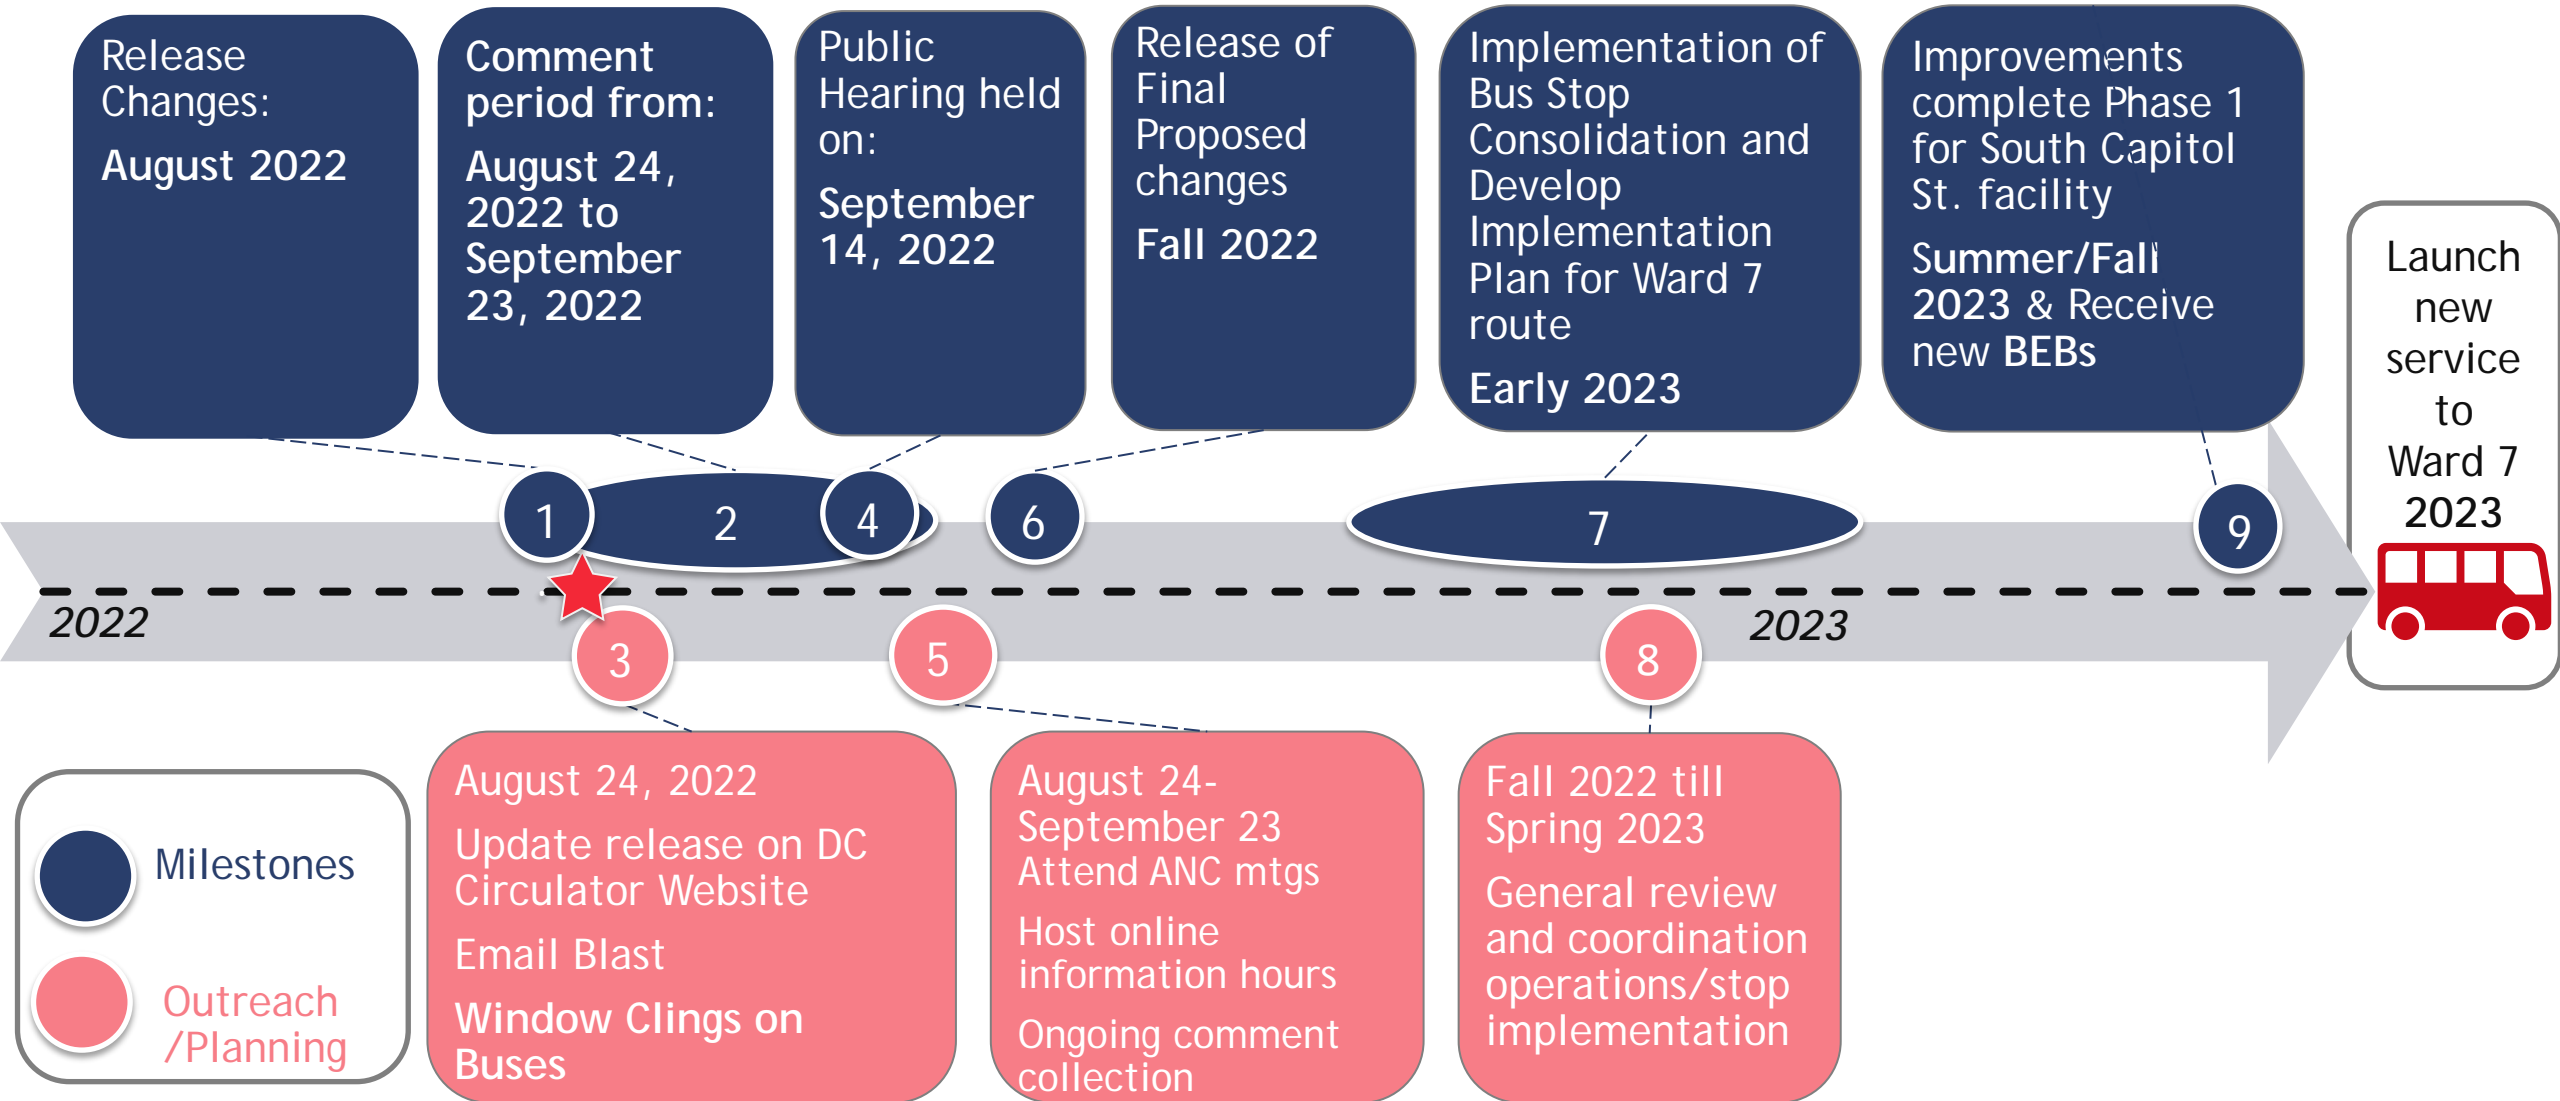 Release
Changes:
August 2022
Comment
period from:
August 24,
2022 to
September
23, 2022
Public
Hearing held
on:
September
14, 2022
Release of
Final
Proposed
changes
Fall 2022
Implementation of
Bus Stop
Consolidation and
Develop
Implementation
Plan for Ward 7
route
Early 2023
Improvements
complete Phase 1
for South Capitol
St. facility
Summer/Fall
2023 & Receive
new BEBs
Launch
new
service
to
Ward 7
2023
1
2
4
6
7
9
2022
2023
3
5
8
August 24, 2022
Update release on DC
Circulator Website
Email Blast
Window Clings on
Buses
August 24-
September 23
Attend ANC mtgs
Host online
information hours
Ongoing comment
collection
Fall 2022 till
Spring 2023
General review
and coordination
operations/stop
implementation
Milestones
Outreach
/Planning